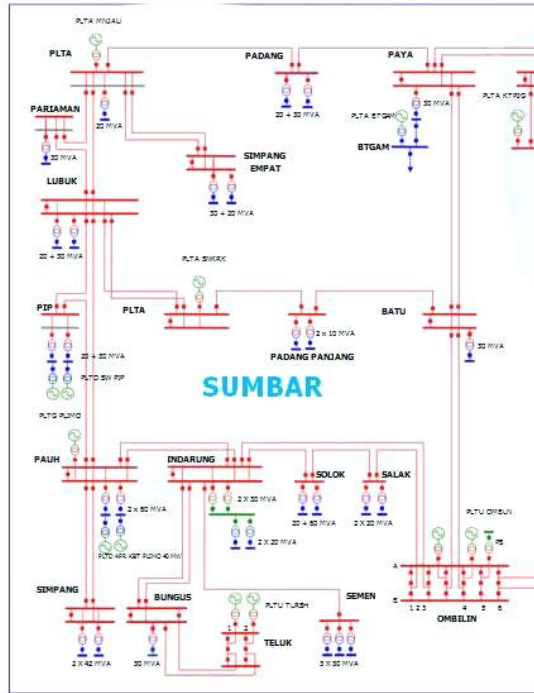 PLTA MNJAU
PLTA
PADANG
PAYA
PLTA KTPJG
PARIAMAN
20 MVA
20 + 30 MVA
30 MVA
PLTA BTGAM
BTGAM
30 MVA
SIMPANG
EMPAT
LUBUK
30 + 20 MVA
20 + 30 MVA
PLTA SNKRK
PIP
PLTA
BATU
2 x 10 MVA
PADANG PANJANG
30 MVA
20 + 30 MVA
PLTD SW PIP
SUMBAR
PLTG PLIMO
PAUH
INDARUNG
SOLOK
SALAK
2 X 30 MVA
PLTU OMBLIN
2 x 60 MVA
20 + 60 MVA
2 X 20 MVA
PS
2 X 20 MVA
A
SIMPANG
BUNGUS
PLTU TLRSH
SEMEN
B
1 2 3 4 5 6
OMBILIN
1 2
TELUK
2 X 42 MVA
30 MVA
3 X 30 MVA